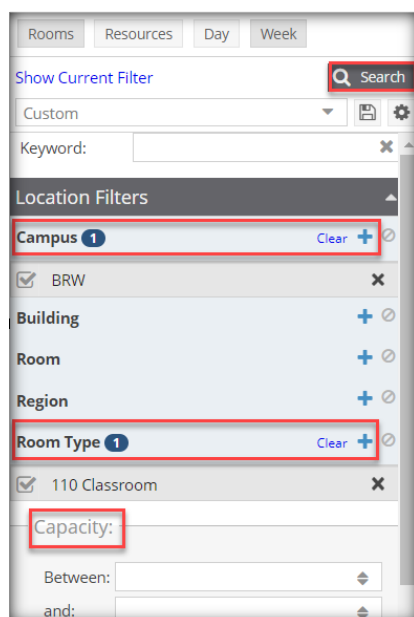 Rooms Resources Day Week
Show Current Filter Search
Custom
Keyword:
Location Filters
Campus 1 Clear
BRW
Building
Room
Region
Room Type 1 Clear
110 Classroom
Capacity:
Between:
and: